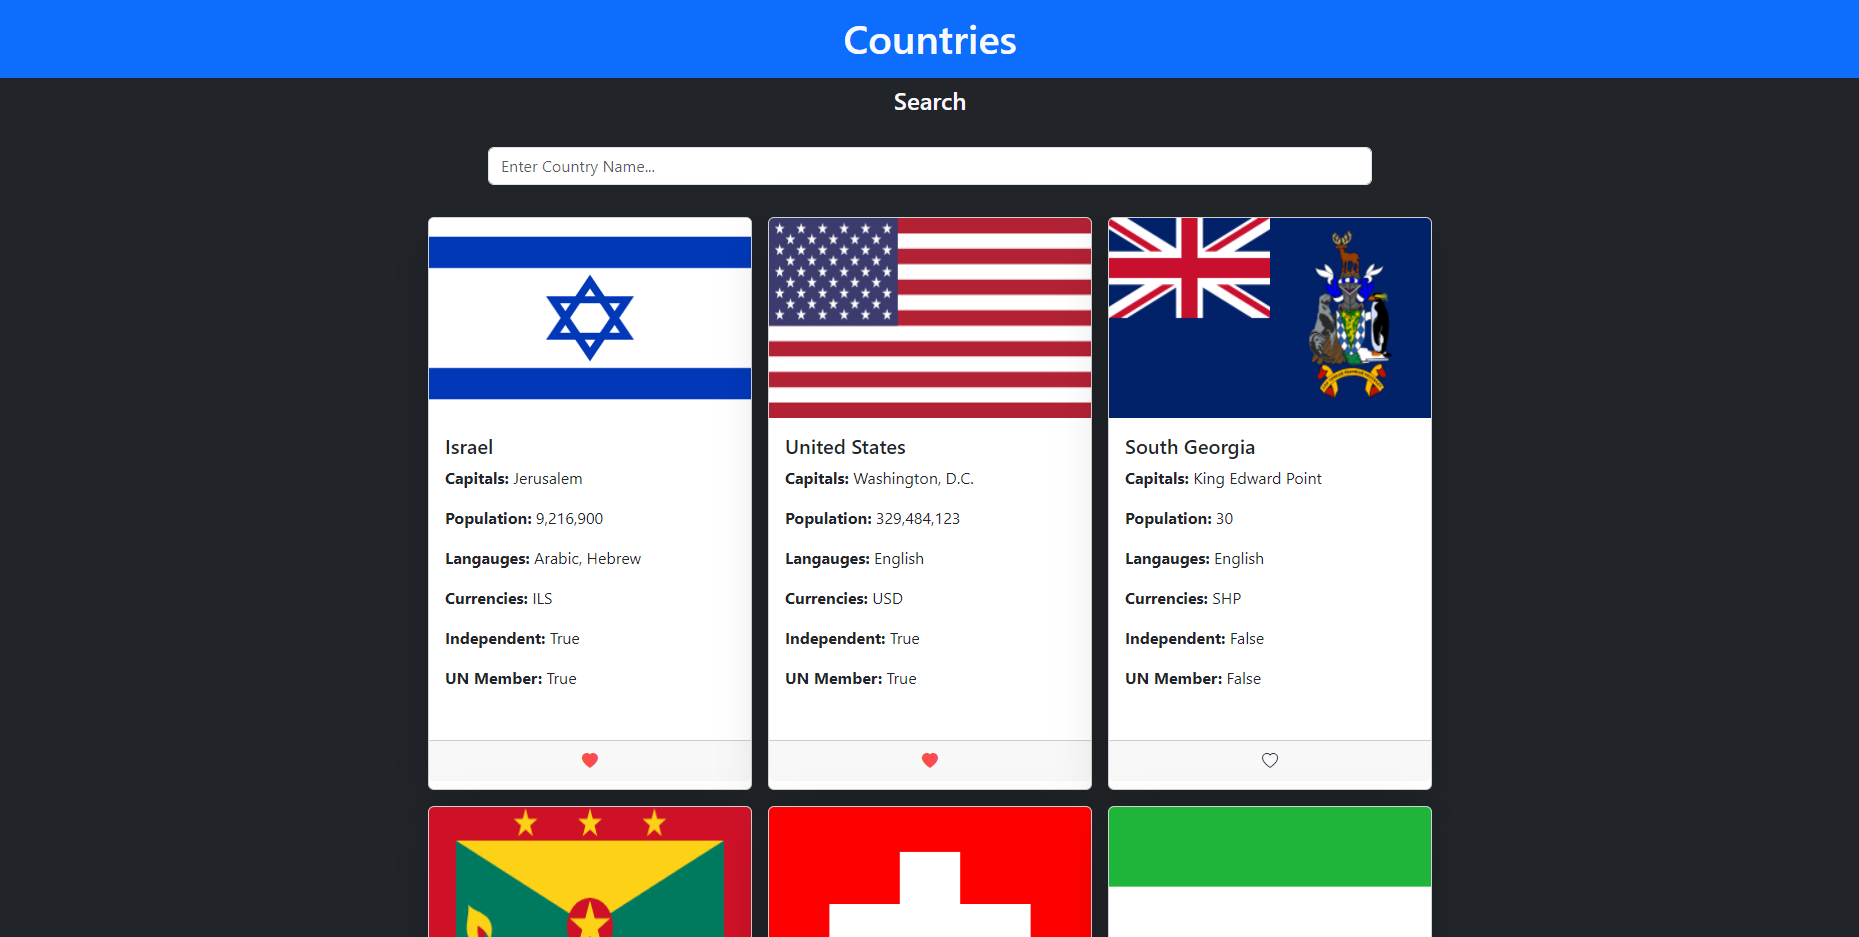 Countries
Search
Enter Country Name...
Israel
Capitals: Jerusalem
Population: 9,216,900
Langauges: Arabic, Hebrew
Currencies: ILS
Independent: True
UN Member: True
United States
Capitals: Washington, D.C.
Population: 329,484,123
Langauges: English
Currencies: USD
Independent: True
UN Member: True
South Georgia
Capitals: King Edward Point
Population: 30
Langauges: English
Currencies: SHP
Independent: False
UN Member: False